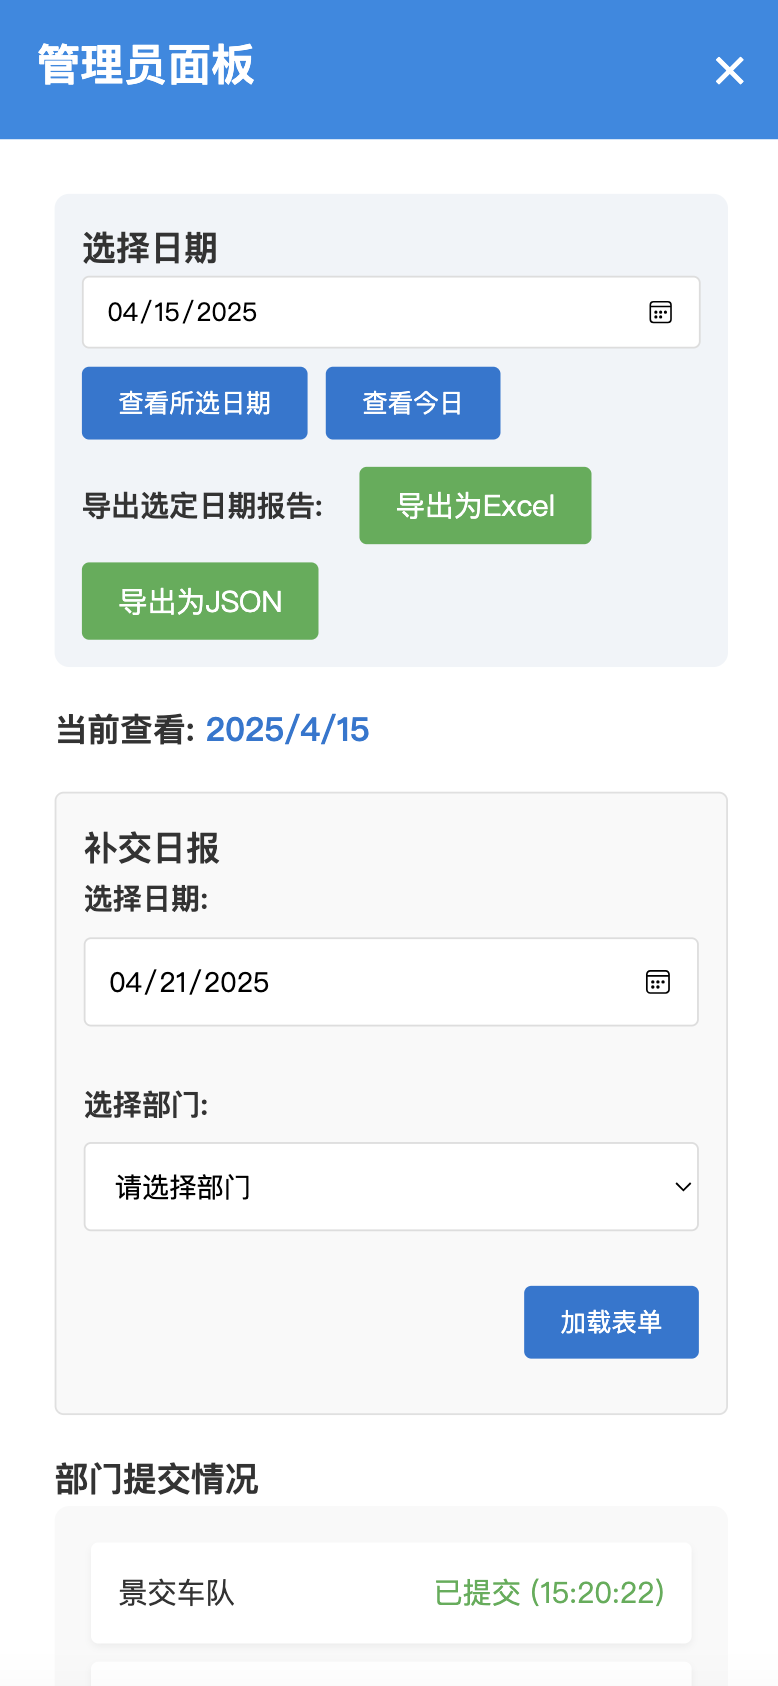 管理员面板
选择日期
04/15/2025
查看所选日期 查看今日
导出选定日期报告: 导出为Excel
导出为JSON
当前查看: 2025/4/15
补交日报
选择日期:
04/21/2025
选择部门:
请选择部门
加载表单
部门提交情况
景交车队 已提交 (15:20:22)